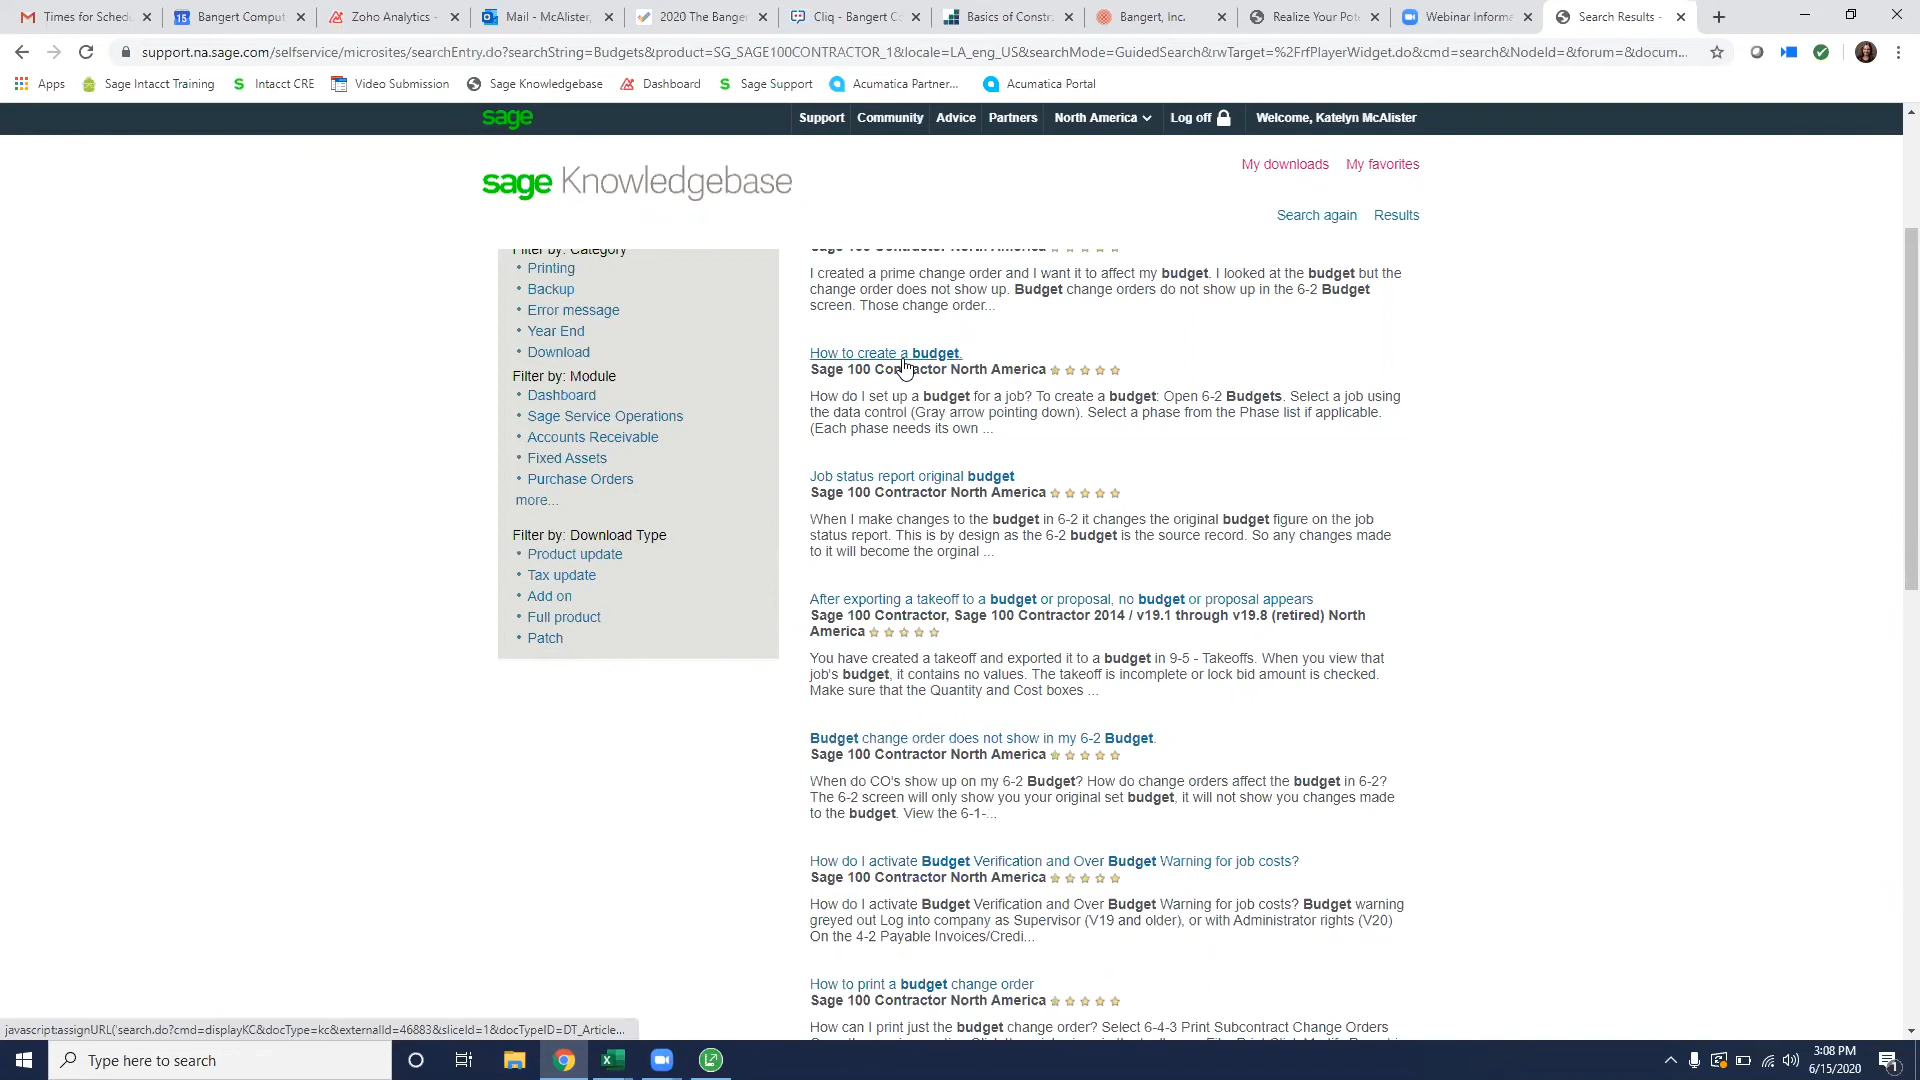 Times for Schedu
15 Bangert Comput
Zoho Analytics -
Mail - McAlister,
2020 The Banger
Cliq - Bangert C
Basics of Constr
Bangert, Inc.
Realize Your Pot
Webinar Informa
Search Results -
support.na.sage.com/selfservice/microsites/searchEntry.do?searchString=Budgets&product=SG_SAGE100CONTRACTOR_1&locale=LA_eng_US&searchMode=GuidedSearch&rwTarget=%2FrfPlayerWidget.do&cmd=search&NodeId=&forum=&docum...
Apps
Sage Intacct Training
Intacct CRE
Video Submission
Sage Knowledgebase
Dashboard
Sage Support
Acumatica Partner...
Acumatica Portal
sage
Support Community Advice Partners North America Log off Welcome, Katelyn McAlister
sage Knowledgebase
My downloads My favorites
Search again Results
Filter by: Category
Printing
Backup
Error message
Year End
Download
Filter by: Module
Dashboard
Sage Service Operations
Accounts Receivable
Fixed Assets
Purchase Orders
more...
Filter by: Download Type
Product update
Tax update
Add on
Full product
Patch
Sage 100 Contractor North America
I created a prime change order and I want it to affect my budget. I looked at the budget but the
change order does not show up. Budget change orders do not show up in the 6-2 Budget
screen. Those change order...
How to create a budget.
Sage 100 Contractor North America
How do I set up a budget for a job? To create a budget: Open 6-2 Budgets. Select a job using
the data control (Gray arrow pointing down). Select a phase from the Phase list if applicable.
(Each phase needs its own ...
Job status report original budget
Sage 100 Contractor North America
When I make changes to the budget in 6-2 it changes the original budget figure on the job
status report. This is by design as the 6-2 budget is the source record. So any changes made
to it will become the orginal ...
After exporting a takeoff to a budget or proposal, no budget or proposal appears
Sage 100 Contractor, Sage 100 Contractor 2014 / v19.1 through v19.8 (retired) North
America
You have created a takeoff and exported it to a budget in 9-5 - Takeoffs. When you view that
job's budget, it contains no values. The takeoff is incomplete or lock bid amount is checked.
Make sure that the Quantity and Cost boxes ...
Budget change order does not show in my 6-2 Budget.
Sage 100 Contractor North America
When do CO's show up on my 6-2 Budget? How do change orders affect the budget in 6-2?
The 6-2 screen will only show you your original set budget, it will not show you changes made
to the budget. View the 6-1-...
How do I activate Budget Verification and Over Budget Warning for job costs?
Sage 100 Contractor North America
How do I activate Budget Verification and Over Budget Warning for job costs? Budget warning
greyed out Log into company as Supervisor (V19 and older), or with Administrator rights (V20)
On the 4-2 Payable Invoices/Credi...
How to print a budget change order
Sage 100 Contractor North America
How can I print just the budget change order? Select 6-4-3 Print Subcontract Change Orders
javascript:assignURL('search.do?cmd=displayKC&docType=kc&externalId=46883&sliceId=1&docTypeID=DT_Article...
Type here to search
3:08 PM
6/15/2020
1